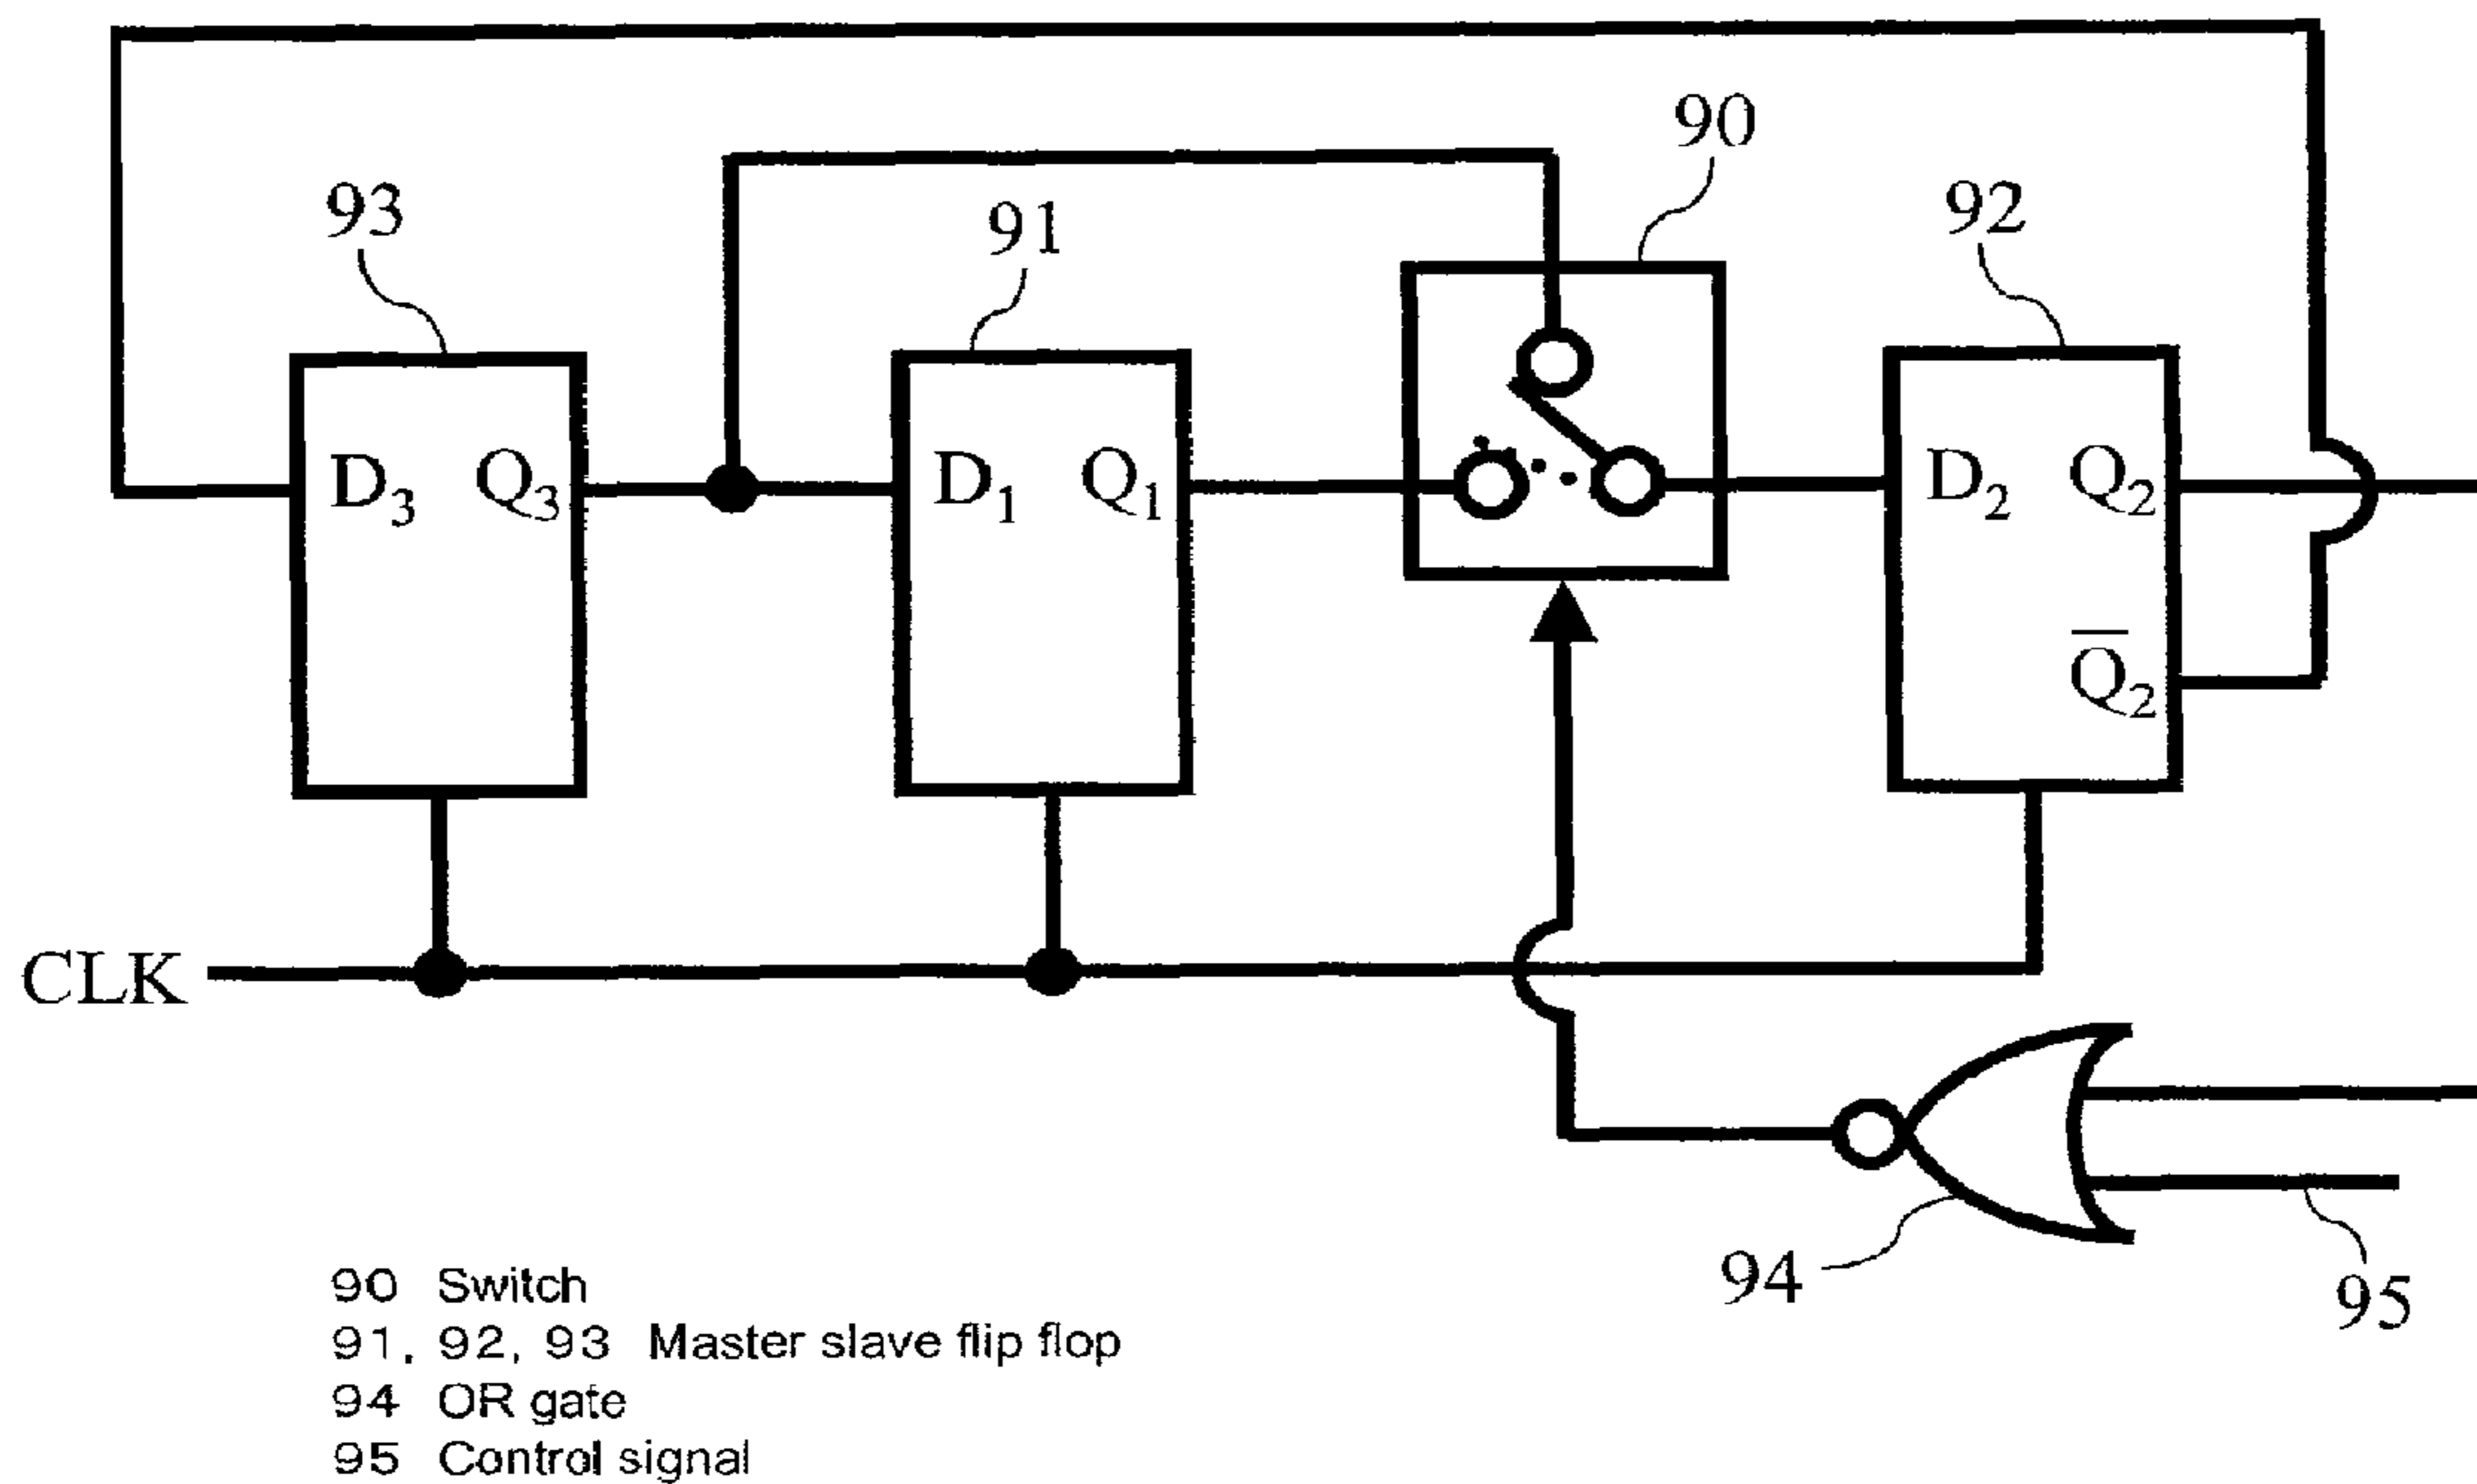 90
93
91
92
D3 Q3
D1 Q1
D2 Q2
Q̅2
CLK
94
95
90 Switch
91, 92, 93 Master slave flip flop
94 OR gate
95 Control signal